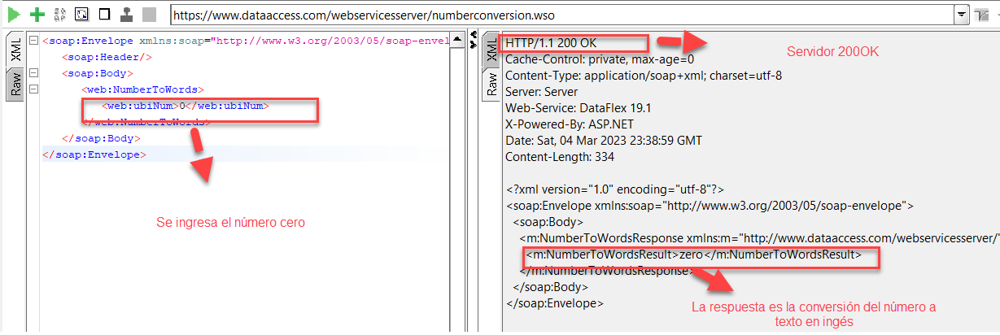 https://www.dataaccess.com/webservicesserver/numberconversion.wso
XML
Raw
<soap:Envelope xmlns:soap="http://www.w3.org/2003/05/soap-envel
<soap:Header/>
<soap:Body>
<web:NumberToWords>
<web:ubiNum>0</web:ubiNum>
</web:NumberToWords>
</soap:Body>
</soap:Envelope>
Se ingresa el número cero
XML
Raw
HTTP/1.1 200 OK
Servidor 200OK
Cache-Control: private, max-age=0
Content-Type: application/soap+xml; charset=utf-8
Server: Server
Web-Service: DataFlex 19.1
X-Powered-By: ASP.NET
Date: Sat, 04 Mar 2023 23:38:59 GMT
Content-Length: 334
<?xml version="1.0" encoding="utf-8"?>
<soap:Envelope xmlns:soap="http://www.w3.org/2003/05/soap-envelope">
<soap:Body>
<m:NumberToWordsResponse xmlns:m="http://www.dataaccess.com/webservicesserver/"
<m:NumberToWordsResult>zero</m:NumberToWordsResult>
</m:NumberToWordsResponse>
</soap:Body>
</soap:Envelope>
La respuesta es la conversión del número a
texto en ingés